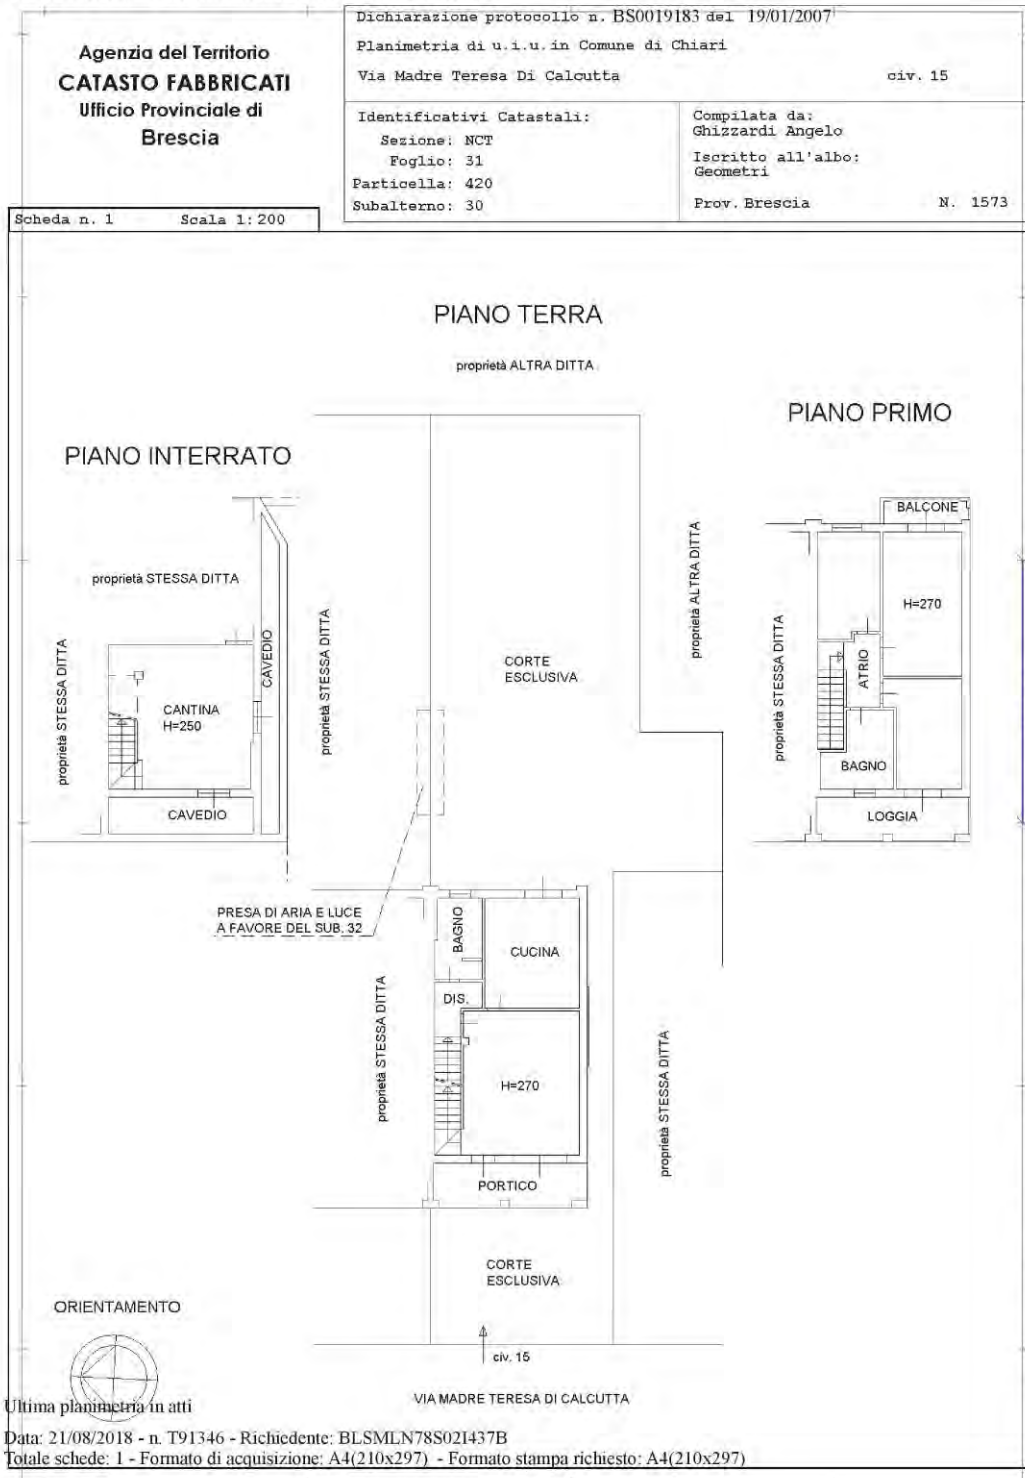 Agenzia del Territorio
CATASTO FABBRICATI
Ufficio Provinciale di
Brescia
Dichiarazione protocollo n. BS0019183 del 19/01/2007
Planimetria di u.i.u. in Comune di Chiari
Via Madre Teresa Di Calcutta civ. 15
Identificativi Catastali:
Sezione: NCT
Foglio: 31
Particella: 420
Subalterno: 30
Compilata da:
Ghizzardi Angelo
Iscritto all'albo:
Geometri
Prov. Brescia N. 1573
Scheda n. 1 Scala 1:200
PIANO TERRA
proprietà ALTRA DITTA
PIANO PRIMO
PIANO INTERRATO
BALCONE
proprietà STESSA DITTA
proprietà ALTRA DITTA
H=270
proprietà STESSA DITTA
CAVEDIO
proprietà STESSA DITTA
CORTE
ESCLUSIVA
proprietà STESSA DITTA
ATRIO
CANTINA
H=250
BAGNO
CAVEDIO
LOGGIA
PRESA DI ARIA E LUCE
A FAVORE DEL SUB. 32
BAGNO
CUCINA
DIS.
proprietà STESSA DITTA
proprietà STESSA DITTA
H=270
PORTICO
CORTE
ESCLUSIVA
ORIENTAMENTO
civ. 15
VIA MADRE TERESA DI CALCUTTA
Ultima planimetria in atti
Data: 21/08/2018 - n. T91346 - Richiedente: BLSMLN78S02I437B
Totale schede: 1 - Formato di acquisizione: A4(210x297) - Formato stampa richiesto: A4(210x297)